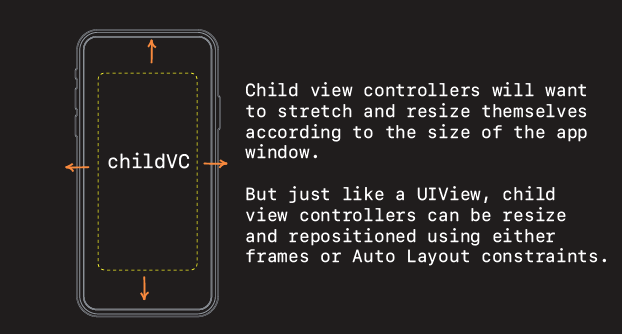 childVC
Child view controllers will want
to stretch and resize themselves
according to the size of the app
window.
But just like a UIView, child
view controllers can be resize
and repositioned using either
frames or Auto Layout constraints.